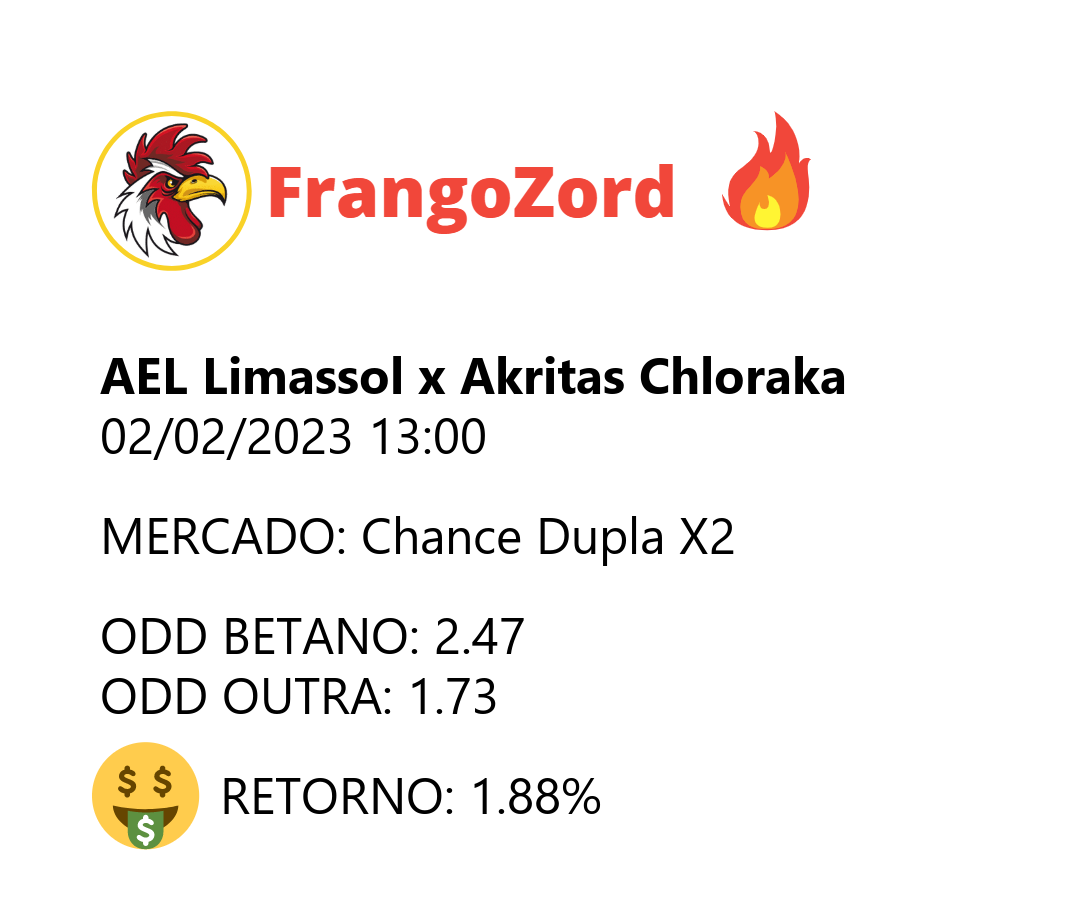 FrangoZord
AEL Limassol x Akritas Chloraka
02/02/2023 13:00
MERCADO: Chance Dupla X2
ODD BETANO: 2.47
ODD OUTRA: 1.73
RETORNO: 1.88%